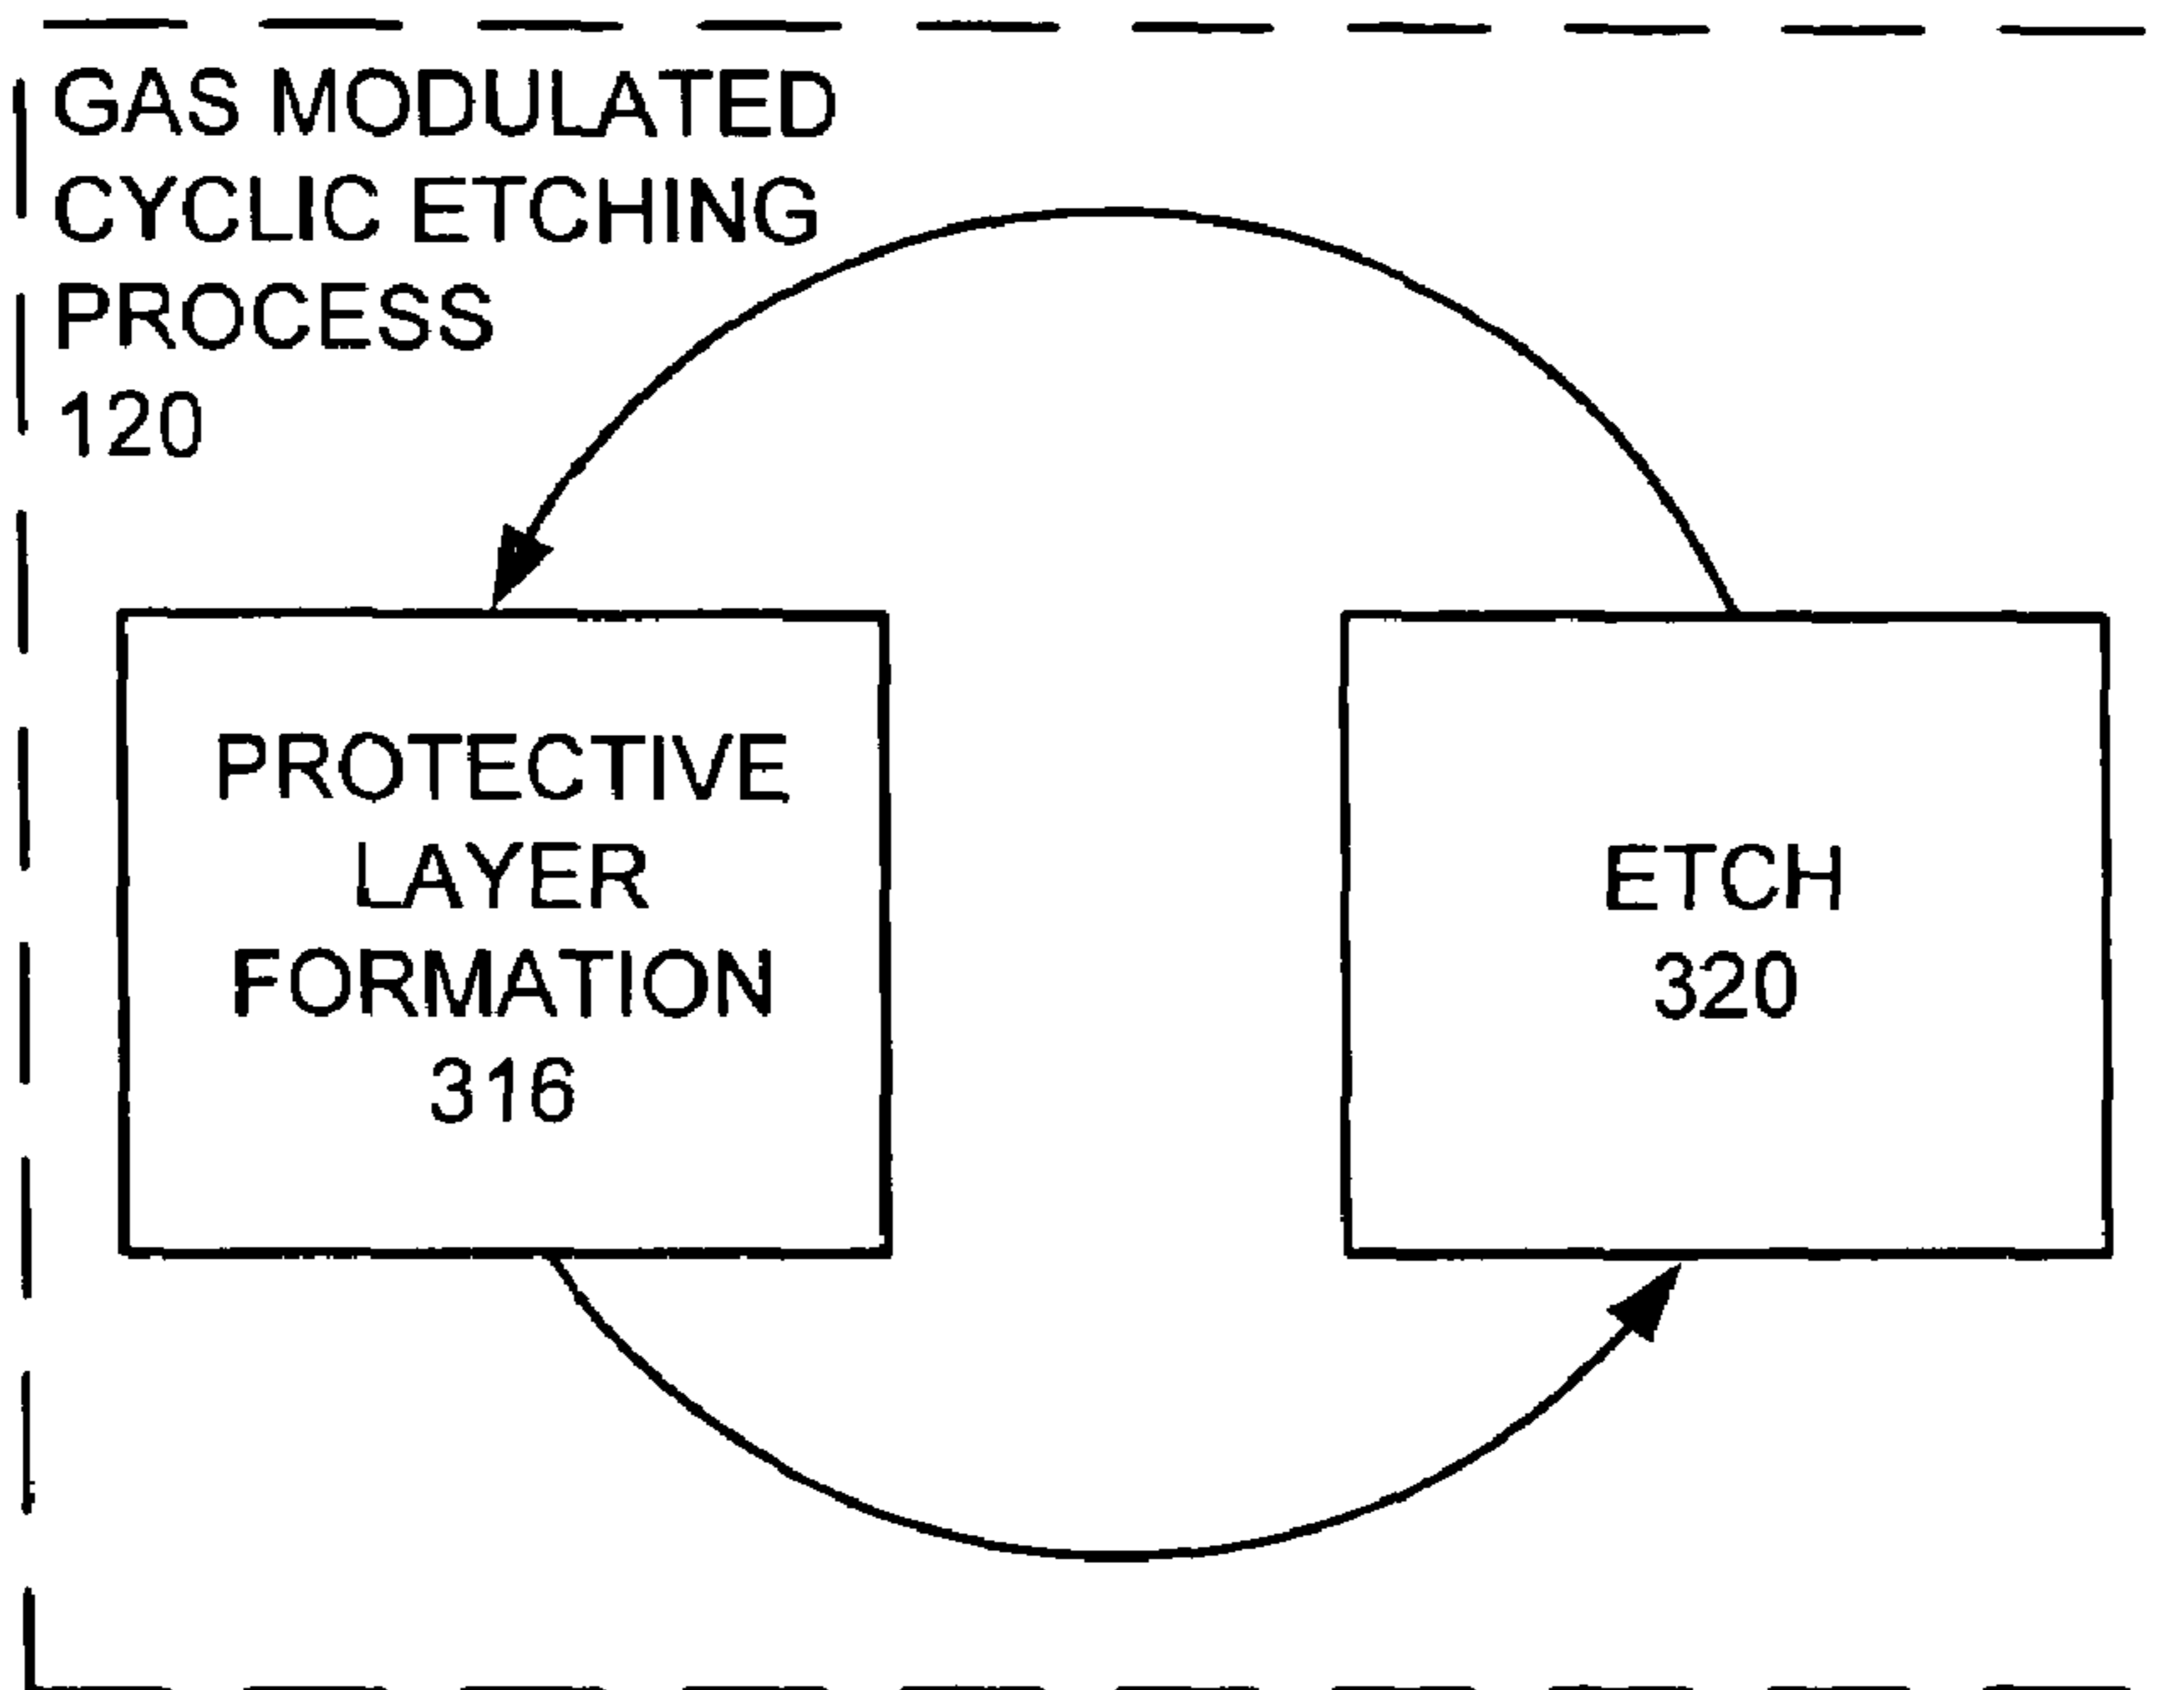 GAS MODULATED
CYCLIC ETCHING
PROCESS
120
PROTECTIVE
LAYER
FORMATION
316
ETCH
320